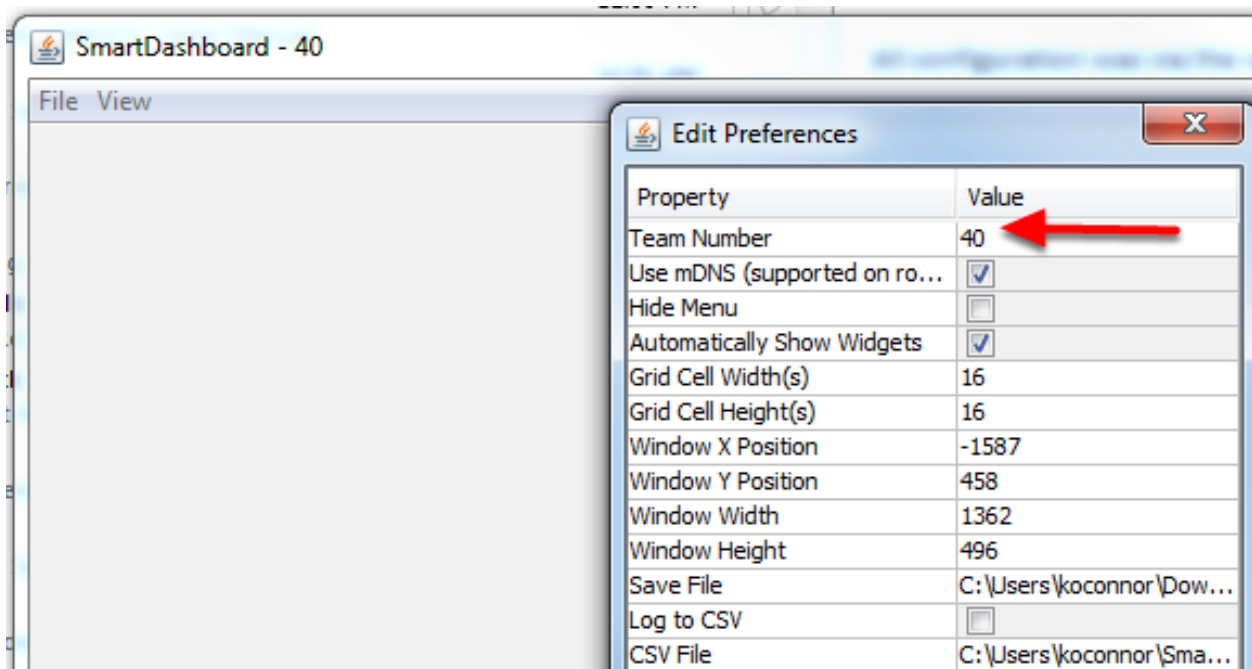 SmartDashboard - 40
File View
Edit Preferences
Property Value
Team Number 40
Use mDNS (supported on ro...
Hide Menu
Automatically Show Widgets
Grid Cell Width(s) 16
Grid Cell Height(s) 16
Window X Position -1587
Window Y Position 458
Window Width 1362
Window Height 496
Save File C:\Users\koconnor\Dow...
Log to CSV
CSV File C:\Users\koconnor\Sma...